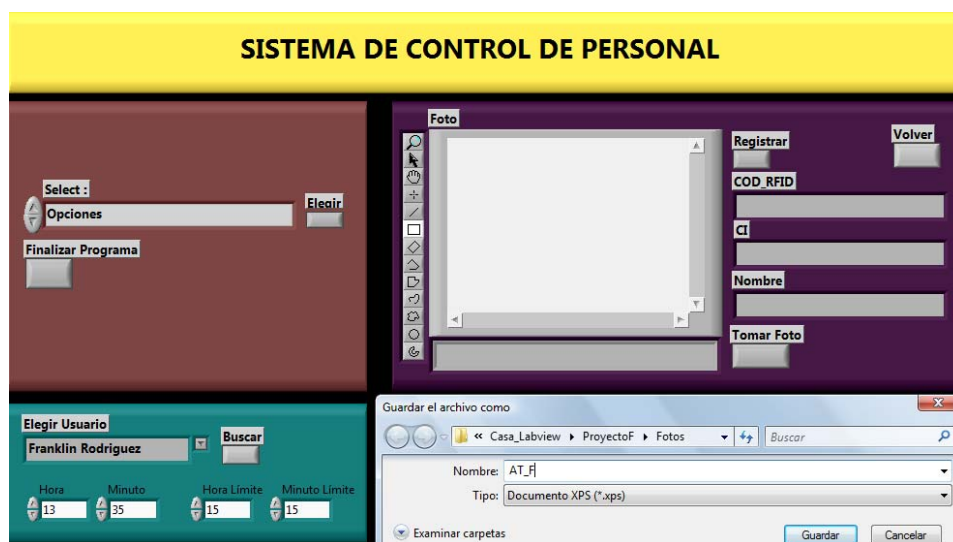 SISTEMA DE CONTROL DE PERSONAL
Select :
Opciones
Elegir
Finalizar Programa
Foto
Registrar
Volver
COD_RFID
CI
Nombre
Tomar Foto
Elegir Usuario
Franklin Rodriguez
Buscar
Hora
Minuto
Hora Límite
Minuto Límite
13
35
15
15
Guardar el archivo como
« Casa_Labview ▸ ProyectoF ▸ Fotos
Buscar
Nombre: AT_F
Tipo: Documento XPS (*.xps)
Examinar carpetas
Guardar
Cancelar